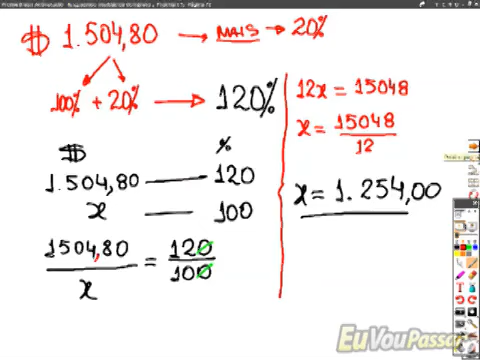 $ 1.504,80 → MAIS → 20%
100% + 20% → 120%
$ %
1.504,80 — 120
x — 100
1504,80 / x = 120 / 100
12x = 15048
x = 15048 / 12
x = 1.254,00
EuVouPassar